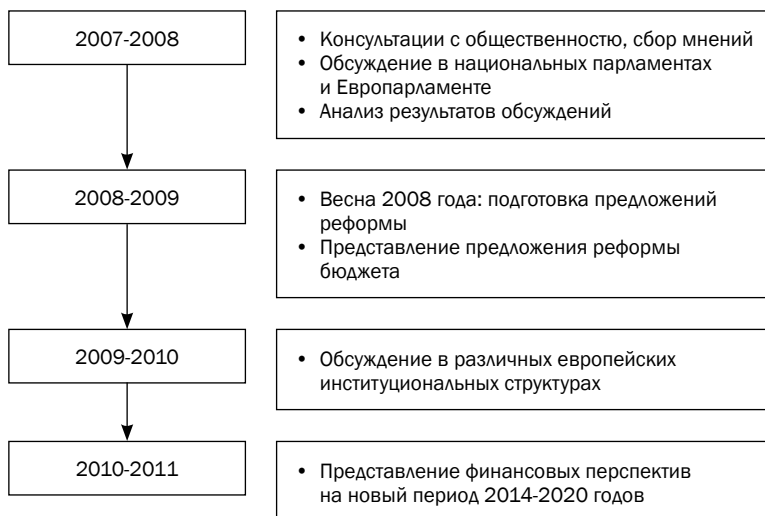 2007-2008
• Консультации с общественностью, сбор мнений
• Обсуждение в национальных парламентах
и Европарламенте
• Анализ результатов обсуждений
2008-2009
• Весна 2008 года: подготовка предложений
реформы
• Представление предложения реформы
бюджета
2009-2010
• Обсуждение в различных европейских
институциональных структурах
2010-2011
• Представление финансовых перспектив
на новый период 2014-2020 годов